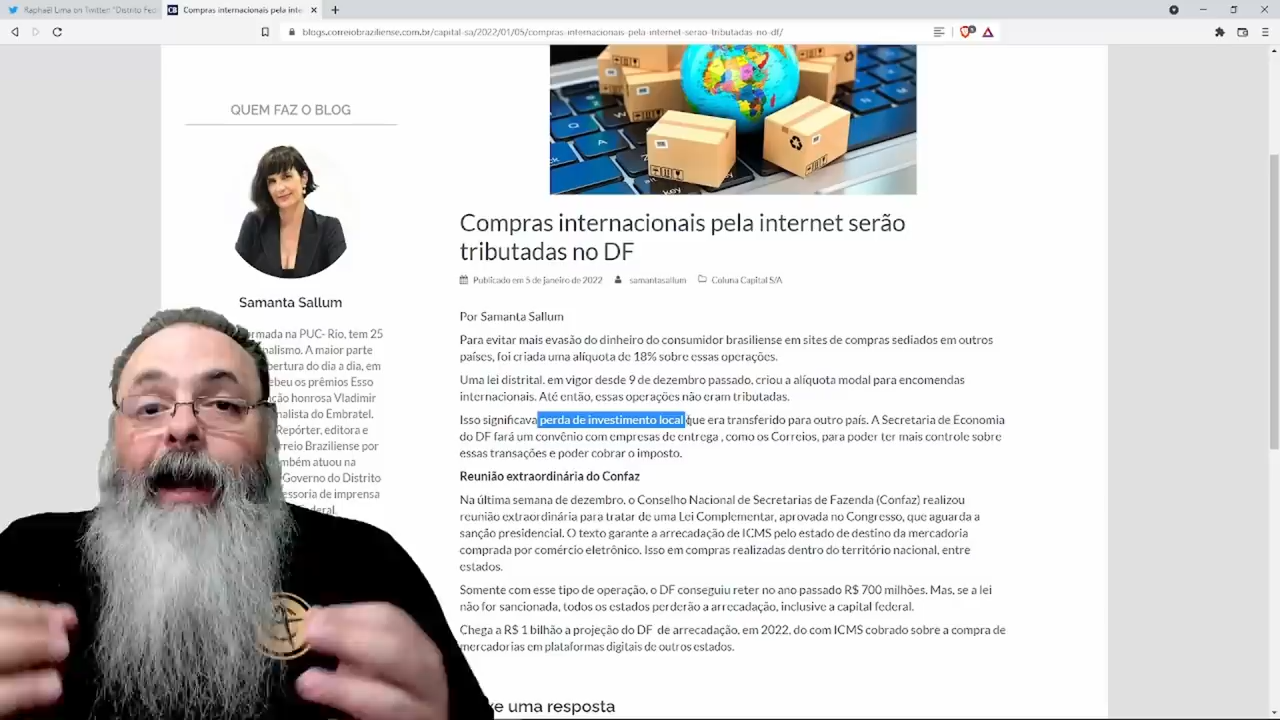 Raphaël Lima on Twitter "Distrito Fed
Compras internacionais pela inte
blogs.correiobraziliense.com.br/capital-sa/2022/01/05/compras-internacionais-pela-internet-serao-tributadas-no-df/
QUEM FAZ O BLOG
Samanta Sallum
ormada na PUC- Rio, tem 25
nalismo. A maior parte
bertura do dia a dia, em
ebeu os prêmios Esso
nção honrosa Vladimir
nalista do Embratel.
Repórter, editora e
rreio Braziliense por
mbém atuou na
Governo do Distrito
essoria de imprensa
deral.
Compras internacionais pela internet serão
tributadas no DF
Publicado em 5 de janeiro de 2022 samantasallum Coluna Capital S/A
Por Samanta Sallum
Para evitar mais evasão do dinheiro do consumidor brasiliense em sites de compras sediados em outros
países, foi criada uma alíquota de 18% sobre essas operações.
Uma lei distrital, em vigor desde 9 de dezembro passado, criou a alíquota modal para encomendas
internacionais. Até então, essas operações não eram tributadas.
Isso significava perda de investimento local que era transferido para outro país. A Secretaria de Economia
do DF fará um convênio com empresas de entrega , como os Correios, para poder ter mais controle sobre
essas transações e poder cobrar o imposto.
Reunião extraordinária do Confaz
Na última semana de dezembro, o Conselho Nacional de Secretarias de Fazenda (Confaz) realizou
reunião extraordinária para tratar de uma Lei Complementar, aprovada no Congresso, que aguarda a
sanção presidencial. O texto garante a arrecadação de ICMS pelo estado de destino da mercadoria
comprada por comércio eletrônico. Isso em compras realizadas dentro do território nacional, entre
estados.
Somente com esse tipo de operação, o DF conseguiu reter no ano passado R$ 700 milhões. Mas, se a lei
não for sancionada, todos os estados perderão a arrecadação, inclusive a capital federal.
Chega a R$ 1 bilhão a projeção do DF de arrecadação, em 2022, do com ICMS cobrado sobre a compra de
mercadorias em plataformas digitais de outros estados.
xe uma resposta